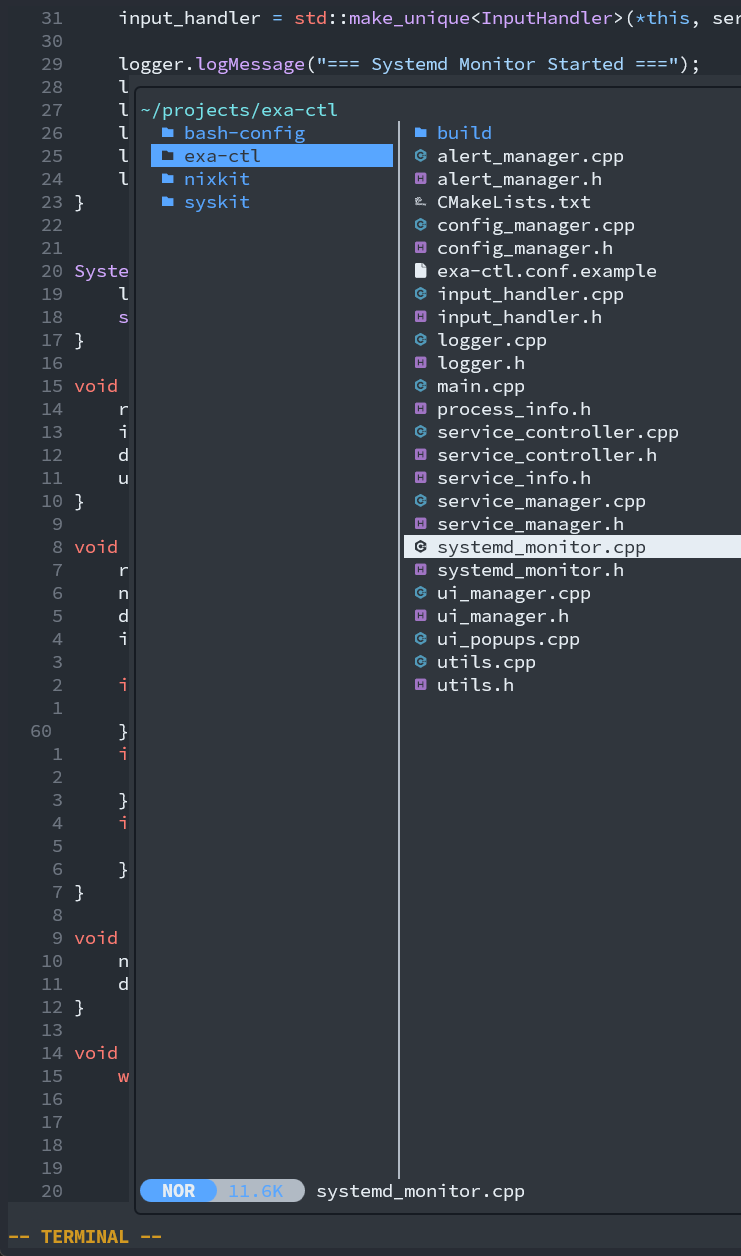 31 input_handler = std::make_unique<InputHandler>(*this, ser
30
29 logger.logMessage("=== Systemd Monitor Started ===");
28 l
27 l
26 l
25 l
24 l
23 }
22
21
20 Syste
19 l
18 s
17 }
16
15 void
14 r
13 i
12 d
11 u
10 }
9
8 void
7 r
6 n
5 d
4 i
3
2 i
1
60 }
1 i
2
3 }
4 i
5
6 }
7 }
8
9 void
10 n
11 d
12 }
13
14 void
15 w
16
17
18
19
20
~/projects/exa-ctl
bash-config
exa-ctl
nixkit
syskit
build
alert_manager.cpp
alert_manager.h
CMakeLists.txt
config_manager.cpp
config_manager.h
exa-ctl.conf.example
input_handler.cpp
input_handler.h
logger.cpp
logger.h
main.cpp
process_info.h
service_controller.cpp
service_controller.h
service_info.h
service_manager.cpp
service_manager.h
systemd_monitor.cpp
systemd_monitor.h
ui_manager.cpp
ui_manager.h
ui_popups.cpp
utils.cpp
utils.h
NOR 11.6K systemd_monitor.cpp
-- TERMINAL --